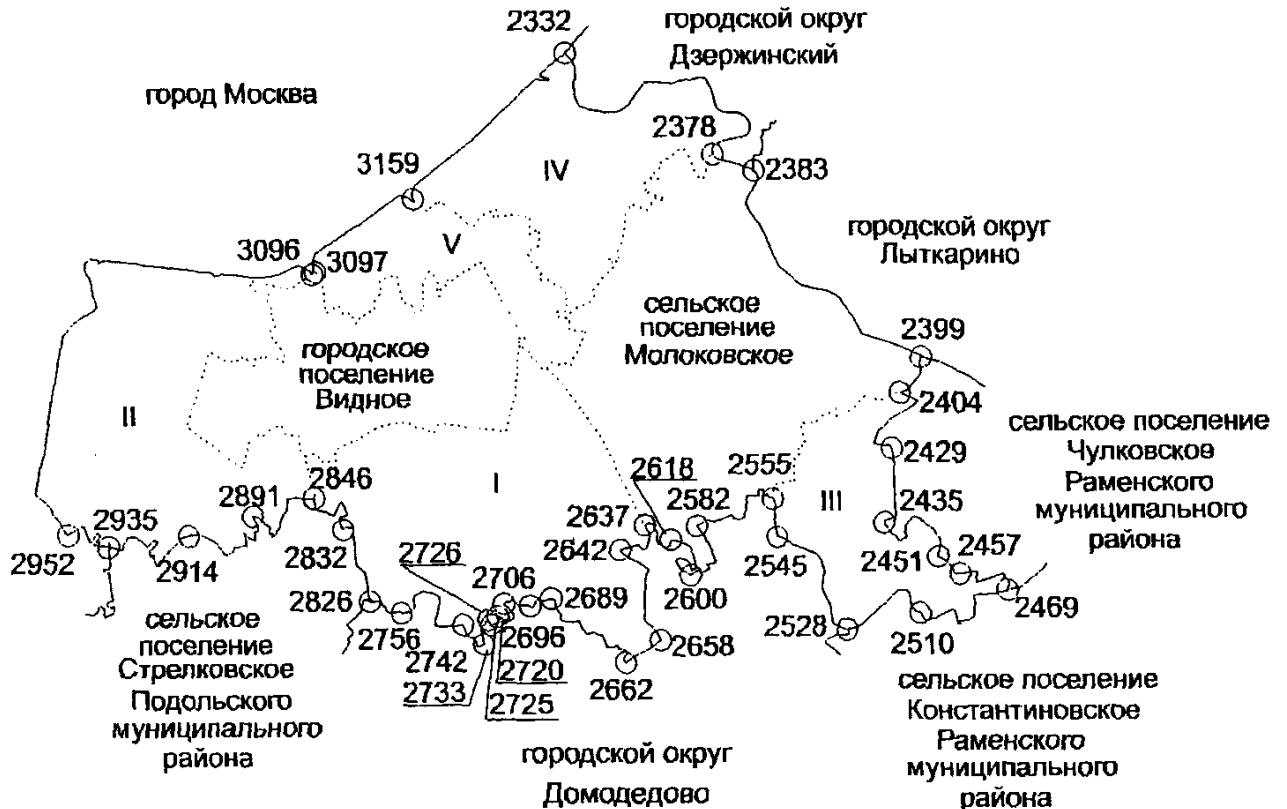 2332
городской округ
Дзержинский
город Москва
2378
2383
3159
IV
городской округ
Лыткарино
3096
3097
V
сельское
поселение
Молоковское
2399
городское
поселение
Видное
2404
II
сельское поселение
Чулковское
Раменского
муниципального
района
2429
2618
2555
2846
I
2891
2582
III
2435
2637
2935
2952
2914
2832
2642
2545
2451
2457
2726
2706
2689
2600
2469
2826
2756
2696
2658
2528
2510
2742
2720
2662
2733
2725
сельское
поселение
Стрелковское
Подольского
муниципального
района
сельское поселение
Константиновское
Раменского
муниципального
района
городской округ
Домодедово